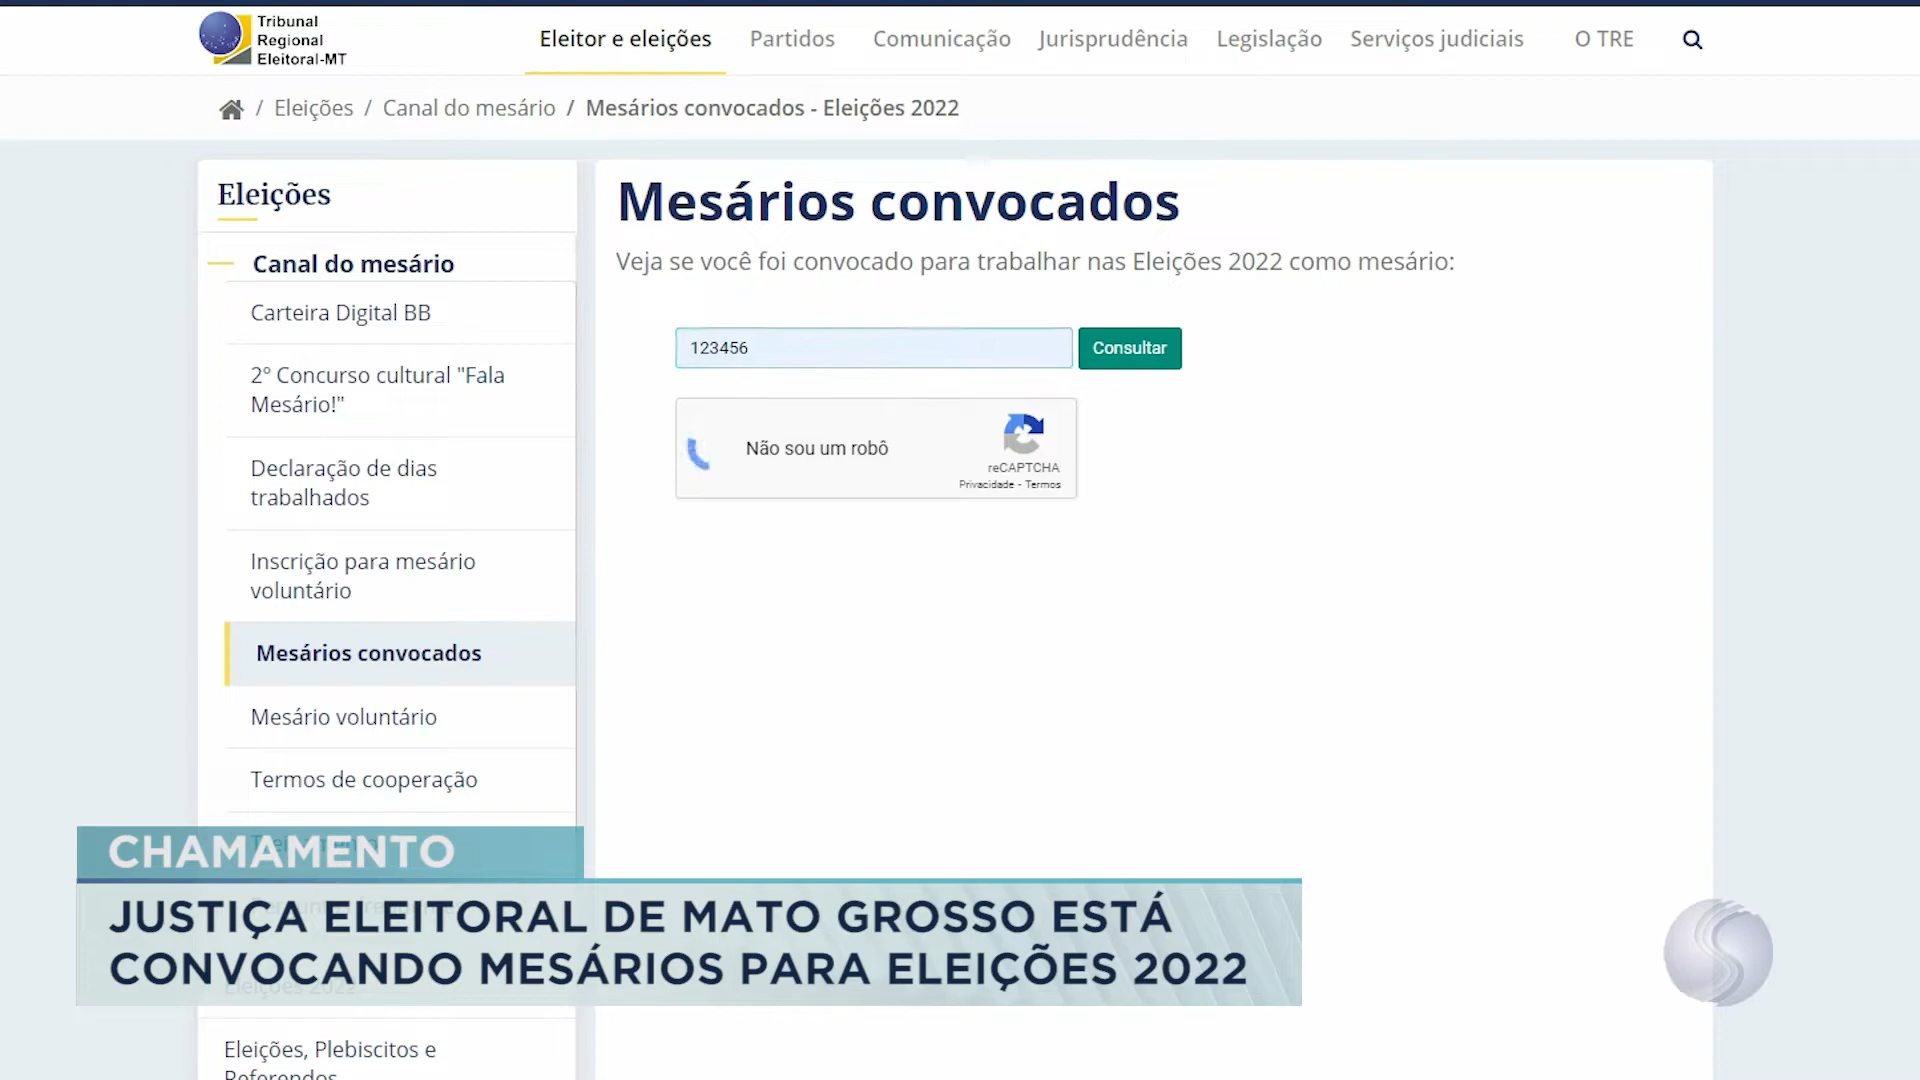 Tribunal
Regional
Eleitoral-MT
Eleitor e eleições
Partidos
Comunicação
Jurisprudência
Legislação
Serviços judiciais
O TRE
/ Eleições / Canal do mesário / Mesários convocados - Eleições 2022
Eleições
Canal do mesário
Carteira Digital BB
2º Concurso cultural "Fala
Mesário!"
Declaração de dias
trabalhados
Inscrição para mesário
voluntário
Mesários convocados
Mesário voluntário
Termos de cooperação
Mesários convocados
Veja se você foi convocado para trabalhar nas Eleições 2022 como mesário:
123456
Consultar
Não sou um robô
reCAPTCHA
Privacidade - Termos
CHAMAMENTO
JUSTIÇA ELEITORAL DE MATO GROSSO ESTÁ
CONVOCANDO MESÁRIOS PARA ELEIÇÕES 2022
Eleições 2022
Eleições, Plebiscitos e
Referendos